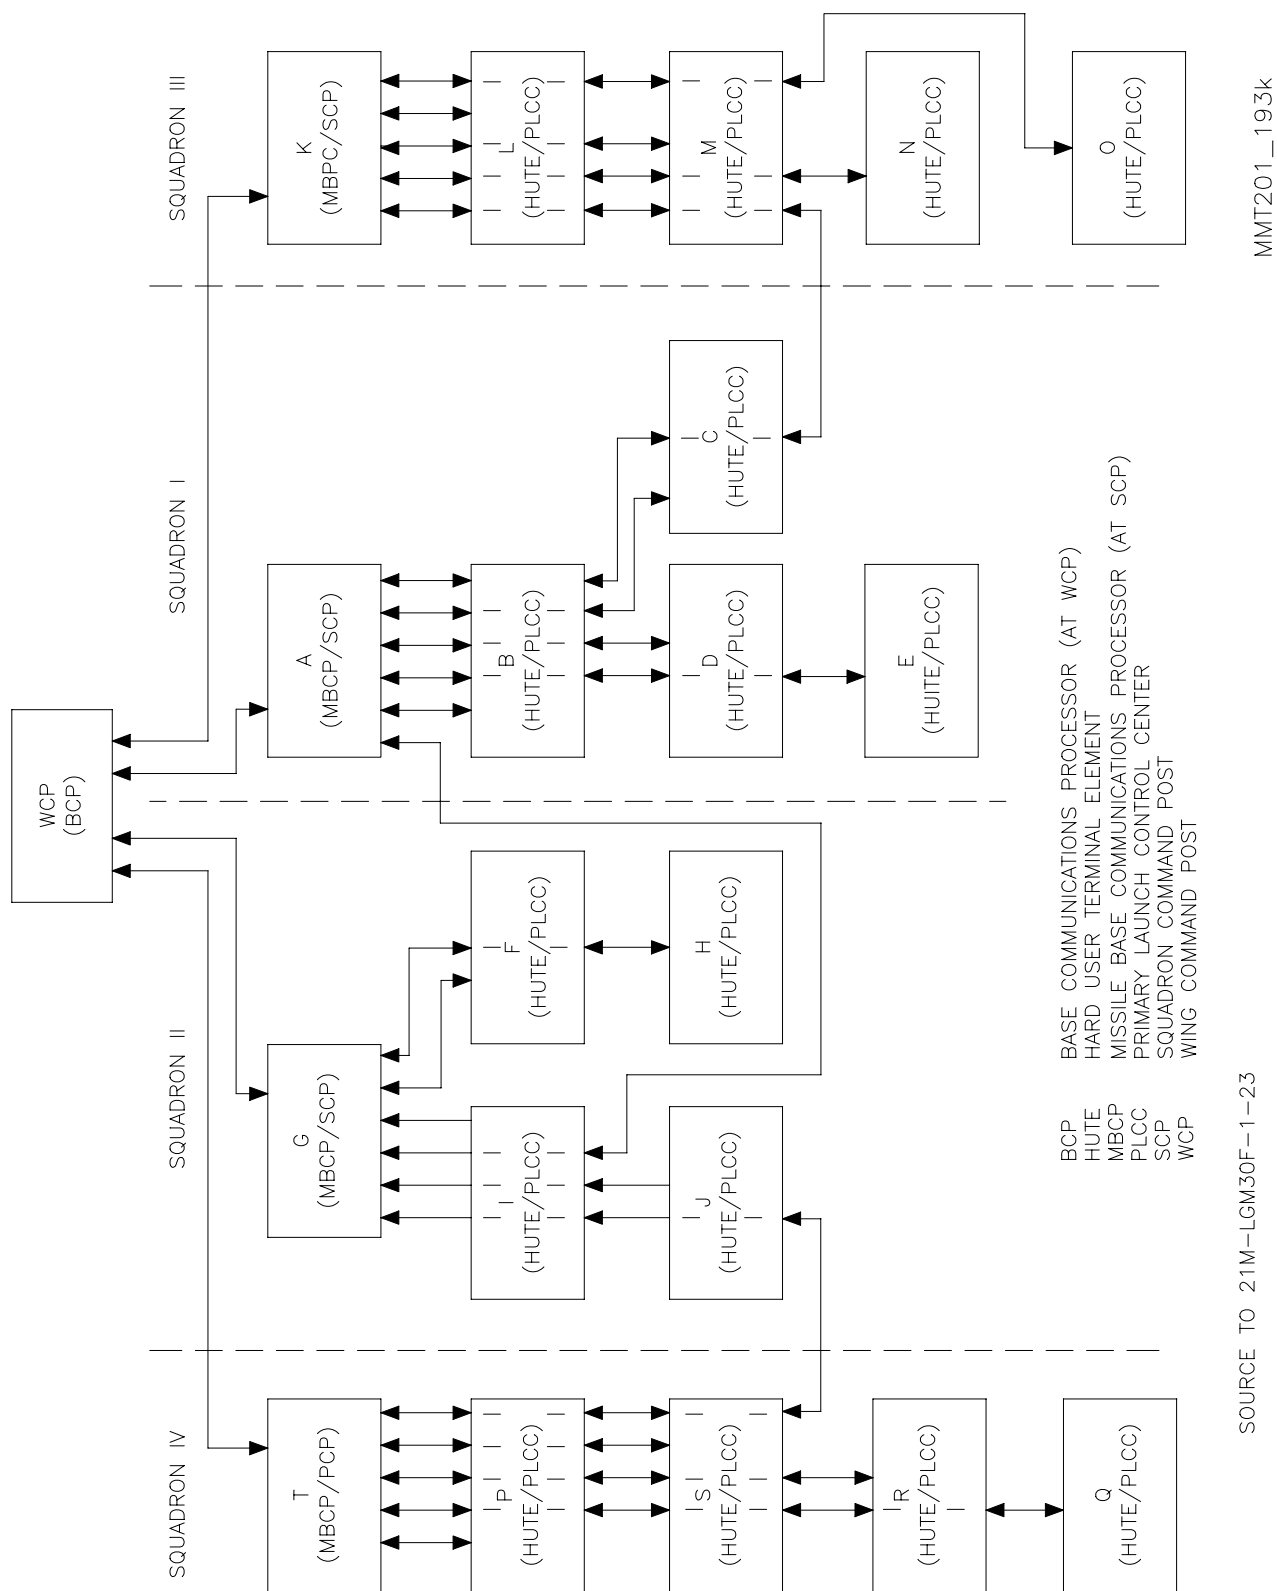 WCP
(BCP)
SQUADRON IV
SQUADRON II
SQUADRON I
SQUADRON III
T
(MBCP/PCP)
G
(MBCP/SCP)
A
(MBCP/SCP)
K
(MBPC/SCP)
P
(HUTE/PLCC)
I
(HUTE/PLCC)
F
(HUTE/PLCC)
B
(HUTE/PLCC)
L
(HUTE/PLCC)
S
(HUTE/PLCC)
J
(HUTE/PLCC)
H
(HUTE/PLCC)
D
(HUTE/PLCC)
C
(HUTE/PLCC)
M
(HUTE/PLCC)
R
(HUTE/PLCC)
E
(HUITE/PLCC)
N
(HUTE/PLCC)
Q
(HUTE/PLCC)
O
(HUTE/PLCC)
BCP BASE COMMUNICATIONS PROCESSOR (AT WCP)
HUTE HARD USER TERMINAL ELEMENT
MBCP MISSILE BASE COMMUNICATIONS PROCESSOR (AT SCP)
PLCC PRIMARY LAUNCH CONTROL CENTER
SCP SQUADRON COMMAND POST
WCP WING COMMAND POST
SOURCE TO 21M-LGM30F-1-23
MMT201_193k